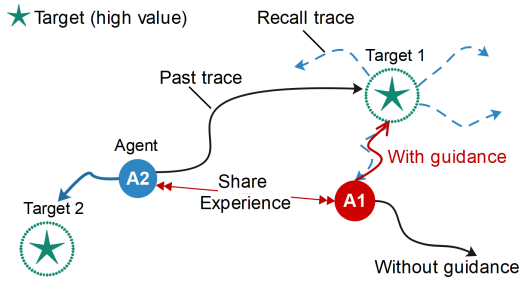 Target (high value)
Recall trace
Target 1
Past trace
Agent
With guidance
A2
Share
Experience
A1
Target 2
Without guidance